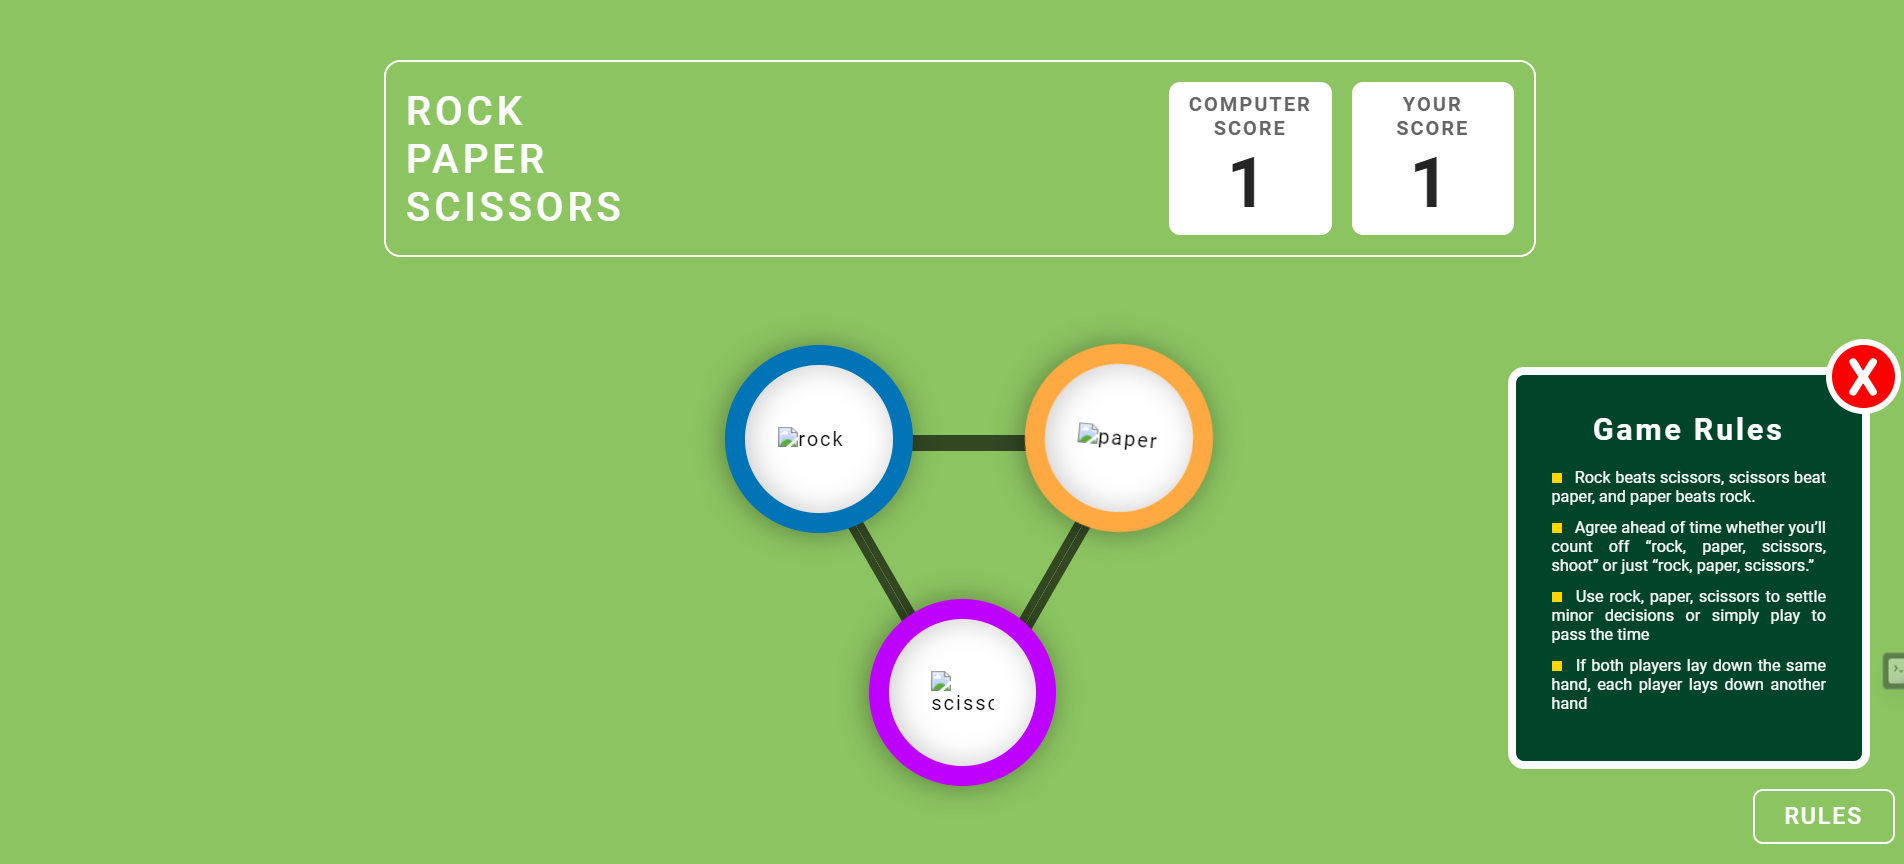 ROCK
PAPER
SCISSORS
COMPUTER
SCORE
1
YOUR
SCORE
1
rock
paper
scissc
X
Game Rules
Rock beats scissors, scissors beat
paper, and paper beats rock.
Agree ahead of time whether you’ll
count off “rock, paper, scissors,
shoot” or just “rock, paper, scissors.”
Use rock, paper, scissors to settle
minor decisions or simply play to
pass the time
If both players lay down the same
hand, each player lays down another
hand
RULES